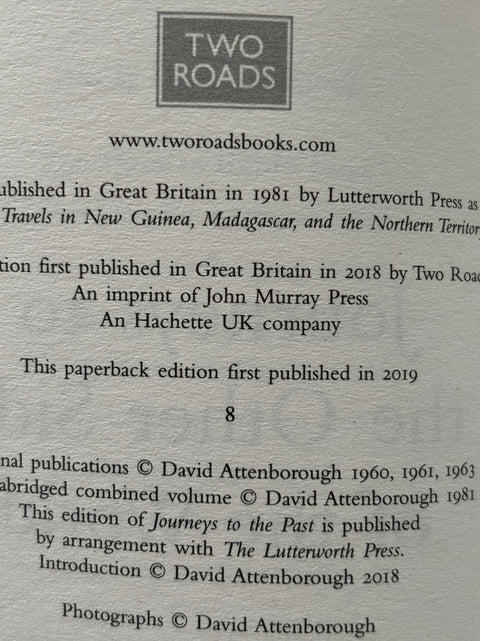 TWO
ROADS
www.tworoadsbooks.com
ublished in Great Britain in 1981 by Lutterworth Press as
Travels in New Guinea, Madagascar, and the Northern Territor
tion first published in Great Britain in 2018 by Two Road
An imprint of John Murray Press
An Hachette UK company
This paperback edition first published in 2019
8
nal publications © David Attenborough 1960, 1961, 1963
abridged combined volume © David Attenborough 1981
This edition of Journeys to the Past is published
by arrangement with The Lutterworth Press.
Introduction © David Attenborough 2018
Photographs © David Attenborough